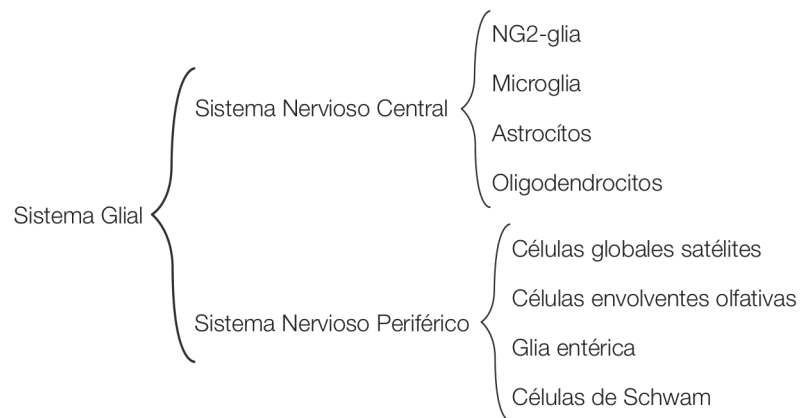 Sistema Glial
Sistema Nervioso Central
NG2-glia
Microglia
Astrocítos
Oligodendrocitos
Sistema Nervioso Periférico
Células globales satélites
Células envolventes olfativas
Glia entérica
Células de Schwam